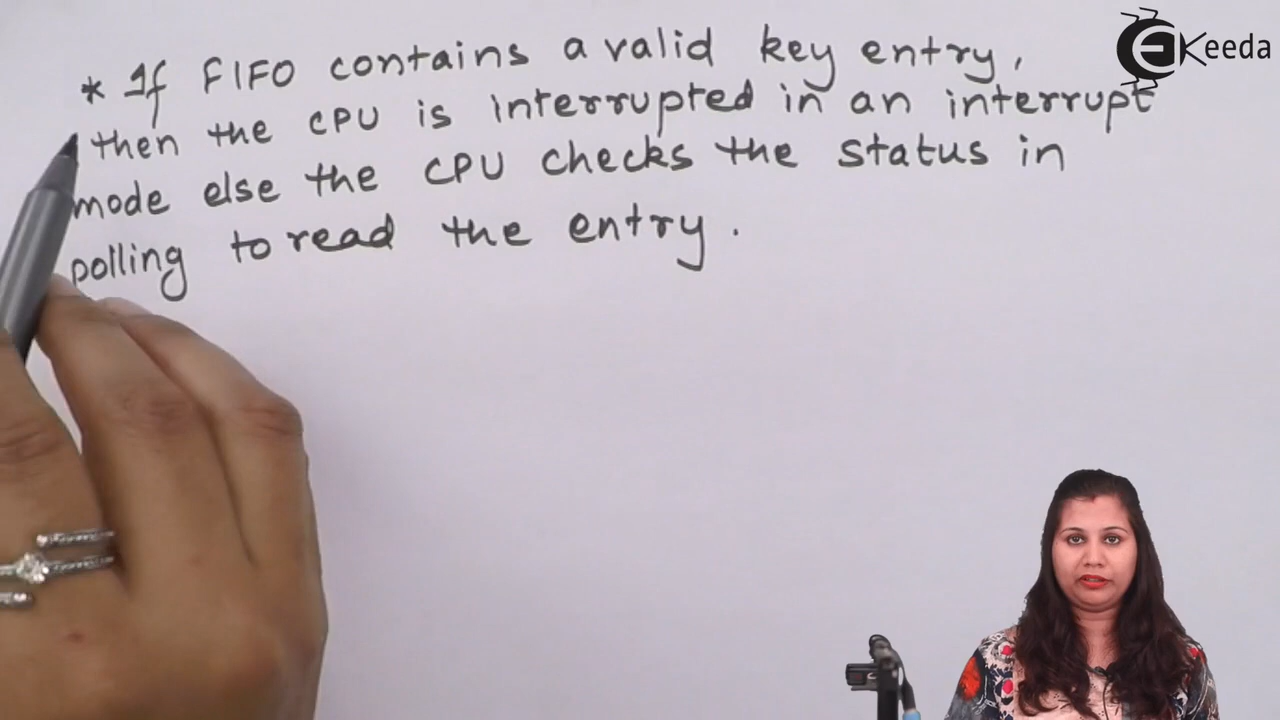 * If FIFO contains a valid key entry,
then the CPU is interrupted in an interrupt
mode else the CPU checks the status in
polling to read the entry.
EKeeda